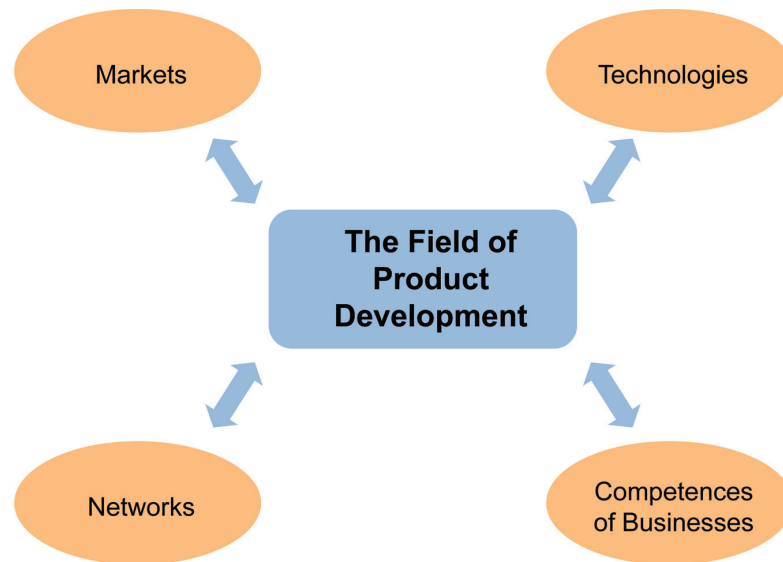 Markets
Technologies
The Field of
Product
Development
Networks
Competences
of Businesses